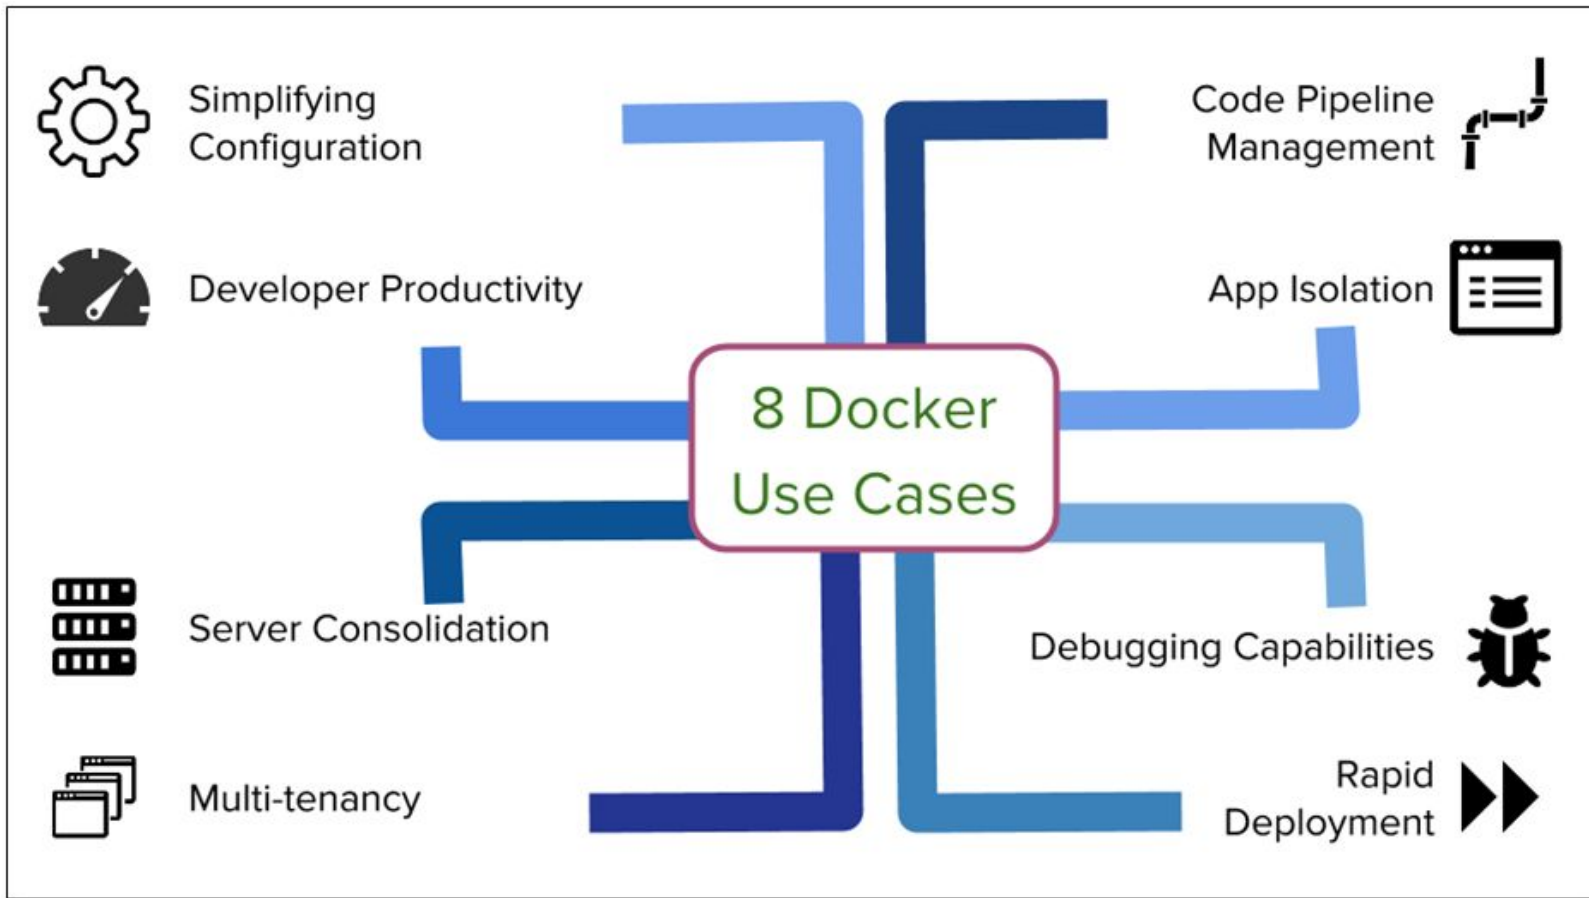 Simplifying
Configuration
Code Pipeline
Management
Developer Productivity
App Isolation
8 Docker
Use Cases
Server Consolidation
Debugging Capabilities
Multi-tenancy
Rapid
Deployment